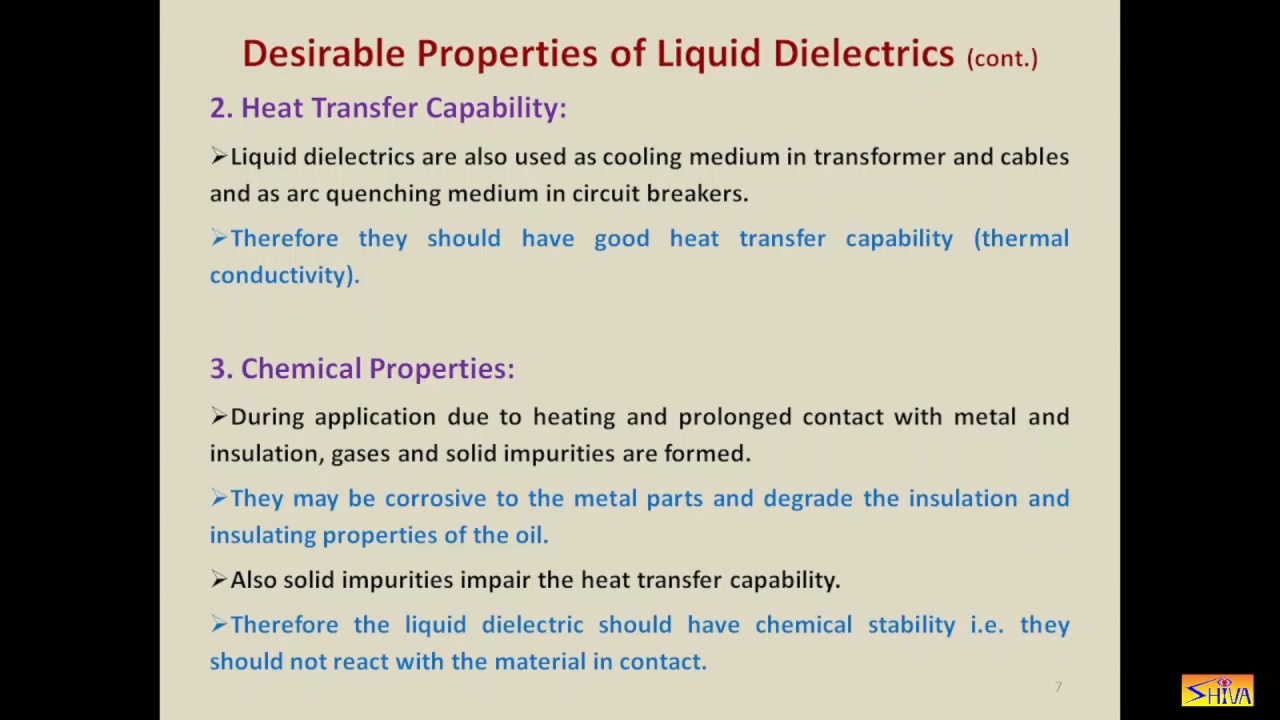 Desirable Properties of Liquid Dielectrics (cont.)
2. Heat Transfer Capability:
➢Liquid dielectrics are also used as cooling medium in transformer and cables
and as arc quenching medium in circuit breakers.
➢Therefore they should have good heat transfer capability (thermal
conductivity).
3. Chemical Properties:
➢During application due to heating and prolonged contact with metal and
insulation, gases and solid impurities are formed.
➢They may be corrosive to the metal parts and degrade the insulation and
insulating properties of the oil.
➢Also solid impurities impair the heat transfer capability.
➢Therefore the liquid dielectric should have chemical stability i.e. they
should not react with the material in contact.
7
SHIVA